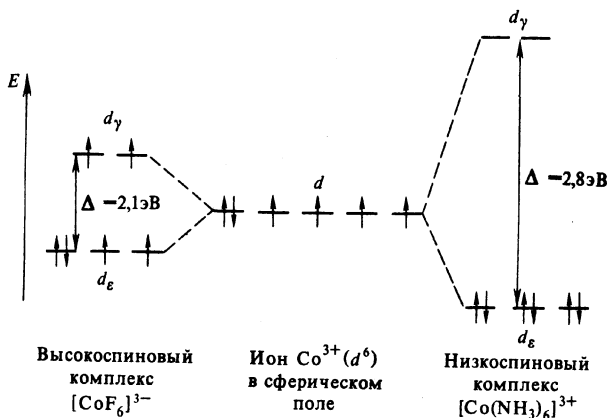 E
dγ
Δ = 2,1эВ
dε
d
dγ
Δ = 2,8эВ
dε
Высокоспиновый
комплекс
[CoF₆]³⁻
Ион Co³⁺(d⁶)
в сферическом
поле
Низкоспиновый
комплекс
[Co(NH₃)₆]³⁺